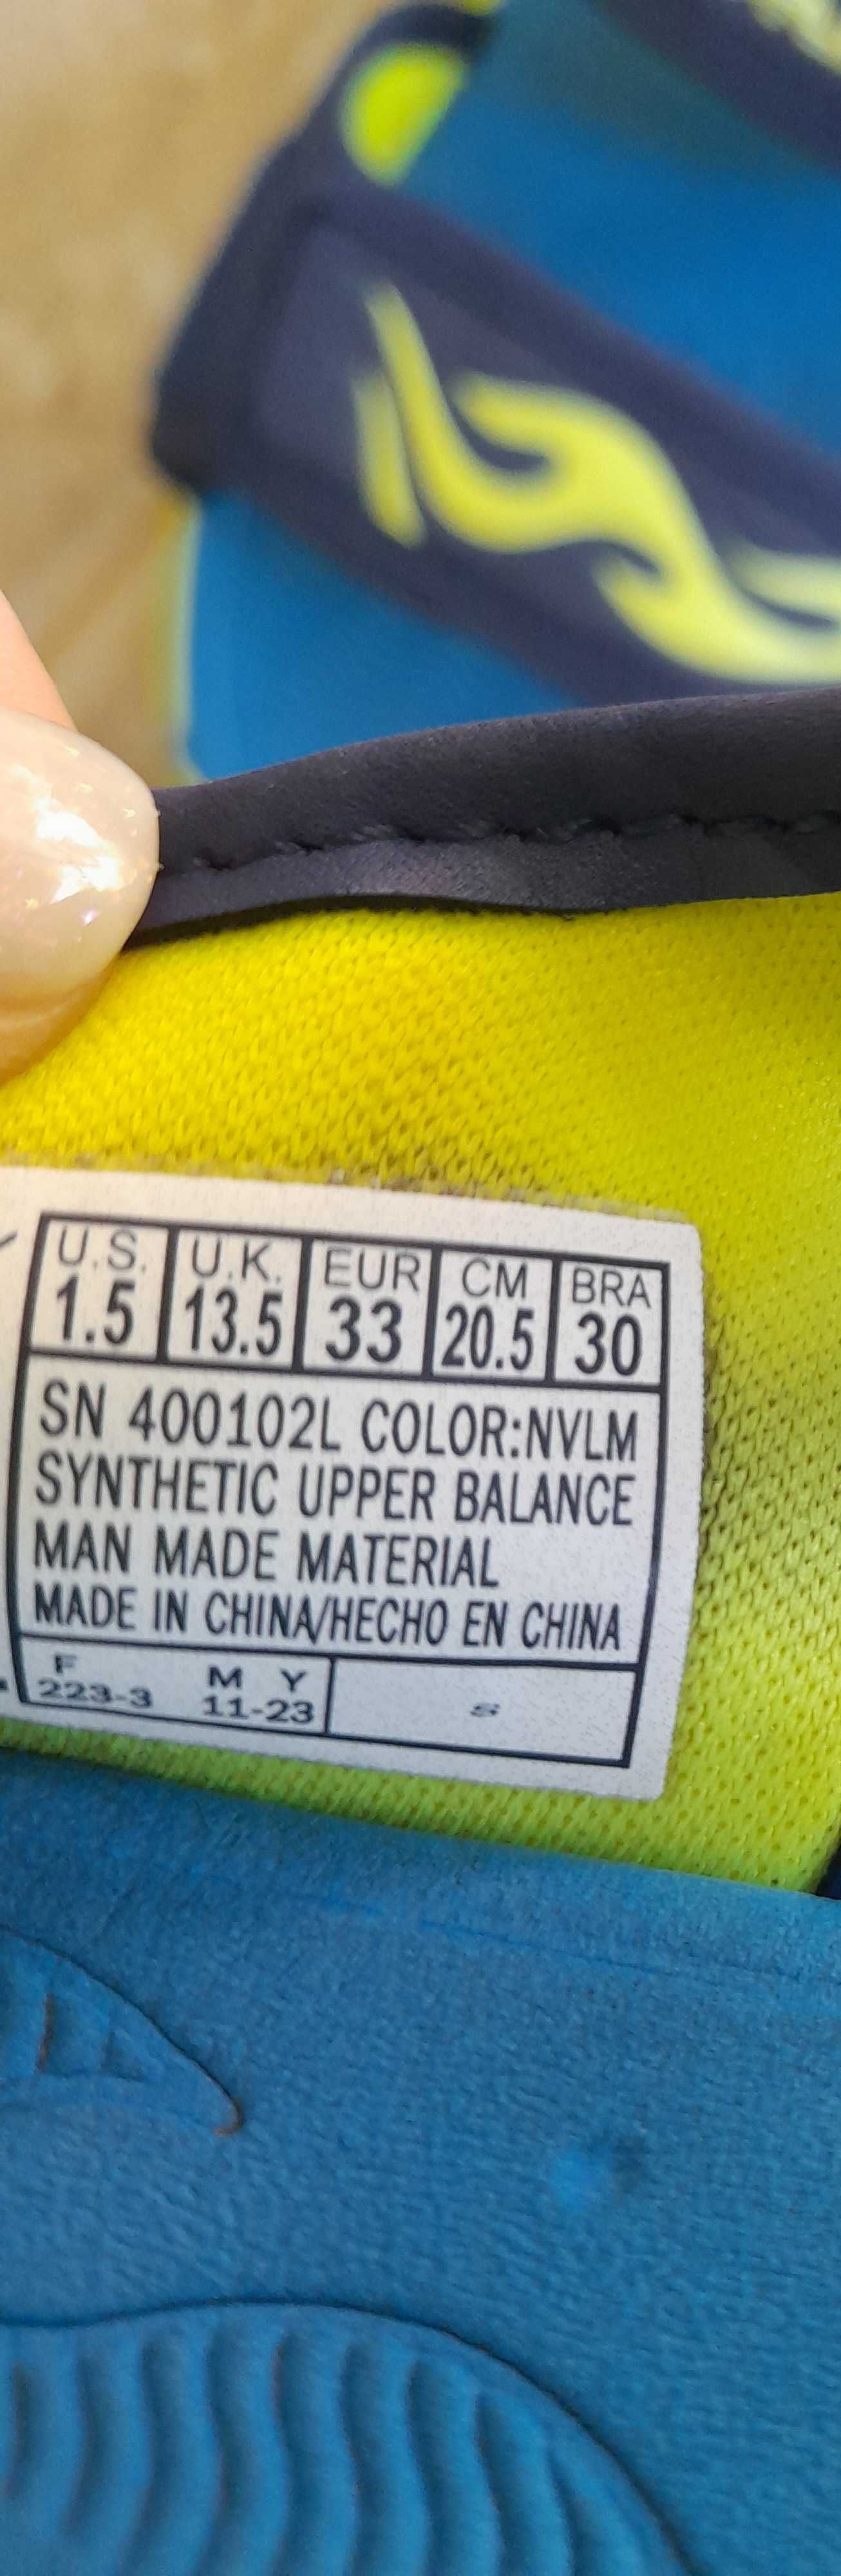 U.S. U.K. EUR CM BRA
1.5 13.5 33 20.5 30
SN 400102L COLOR:NVLM
SYNTHETIC UPPER BALANCE
MAN MADE MATERIAL
MADE IN CHINA/HECHO EN CHINA
F M Y
223-3 11-23 S